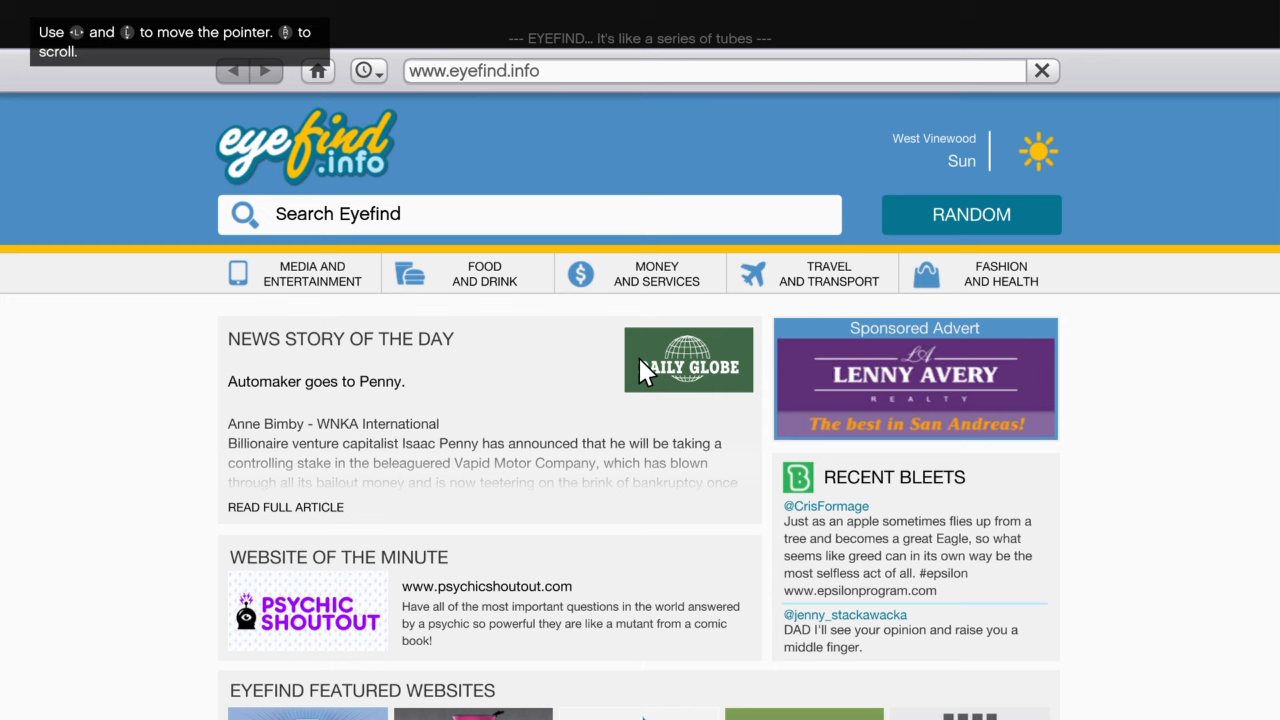 Use L and L to move the pointer. R to
scroll.
--- EYEFIND... It's like a series of tubes ---
www.eyefind.info
eyefind
.info
West Vinewood
Sun
Search Eyefind
RANDOM
MEDIA AND
ENTERTAINMENT
FOOD
AND DRINK
MONEY
AND SERVICES
TRAVEL
AND TRANSPORT
FASHION
AND HEALTH
NEWS STORY OF THE DAY
DAILY GLOBE
Automaker goes to Penny.
Anne Bimby - WNKA International
Billionaire venture capitalist Isaac Penny has announced that he will be taking a
controlling stake in the beleaguered Vapid Motor Company, which has blown
through all its bailout money and is now teetering on the brink of bankruptcy once
READ FULL ARTICLE
Sponsored Advert
LA
LENNY AVERY
REALTY
The best in San Andreas!
RECENT BLEETS
@CrisFormage
Just as an apple sometimes flies up from a
tree and becomes a great Eagle, so what
seems like greed can in its own way be the
most selfless act of all. #epsilon
www.epsilonprogram.com
@jenny_stackawacka
DAD I'll see your opinion and raise you a
middle finger.
WEBSITE OF THE MINUTE
PSYCHIC
SHOUTOUT
www.psychicshoutout.com
Have all of the most important questions in the world answered
by a psychic so powerful they are like a mutant from a comic
book!
EYEFIND FEATURED WEBSITES